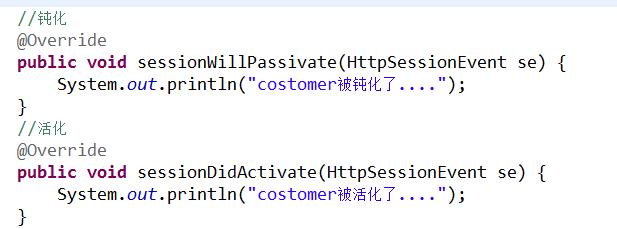 //钝化
@Override
public void sessionWillPassivate(HttpSessionEvent se) {
    System.out.println("costomer被钝化了....");
}
//活化
@Override
public void sessionDidActivate(HttpSessionEvent se) {
    System.out.println("costomer被活化了....");
}